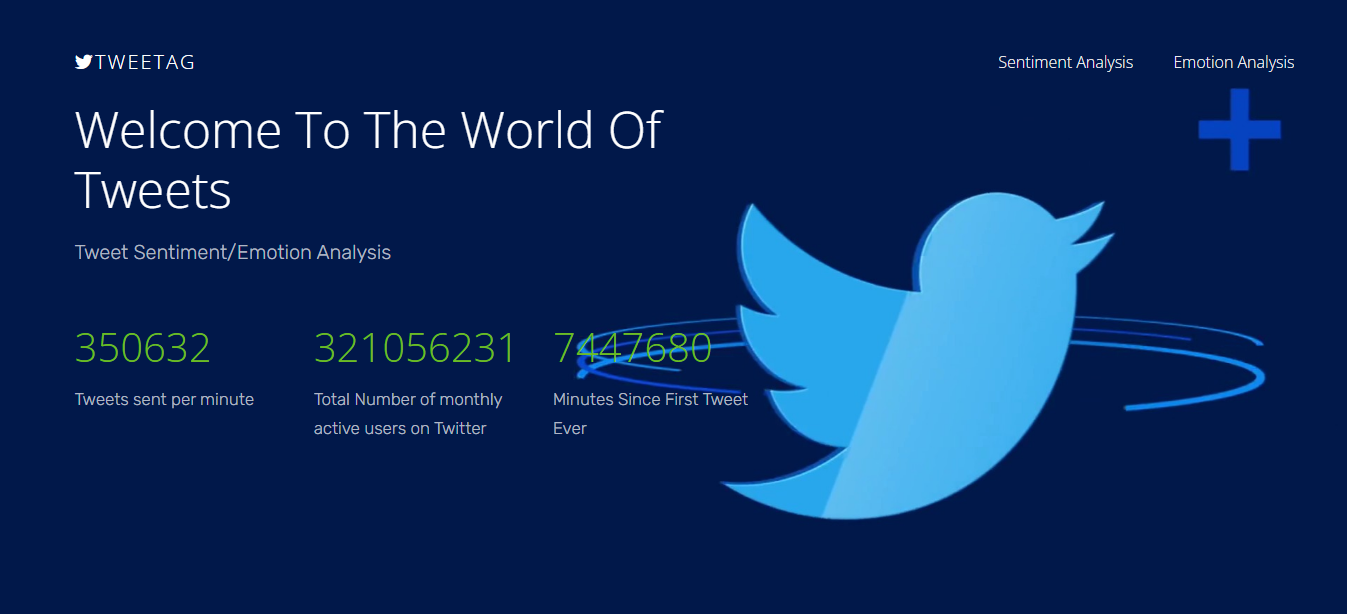 TWEETAG
Sentiment Analysis
Emotion Analysis
Welcome To The World Of
Tweets
Tweet Sentiment/Emotion Analysis
350632
Tweets sent per minute
321056231
Total Number of monthly
active users on Twitter
7447680
Minutes Since First Tweet
Ever